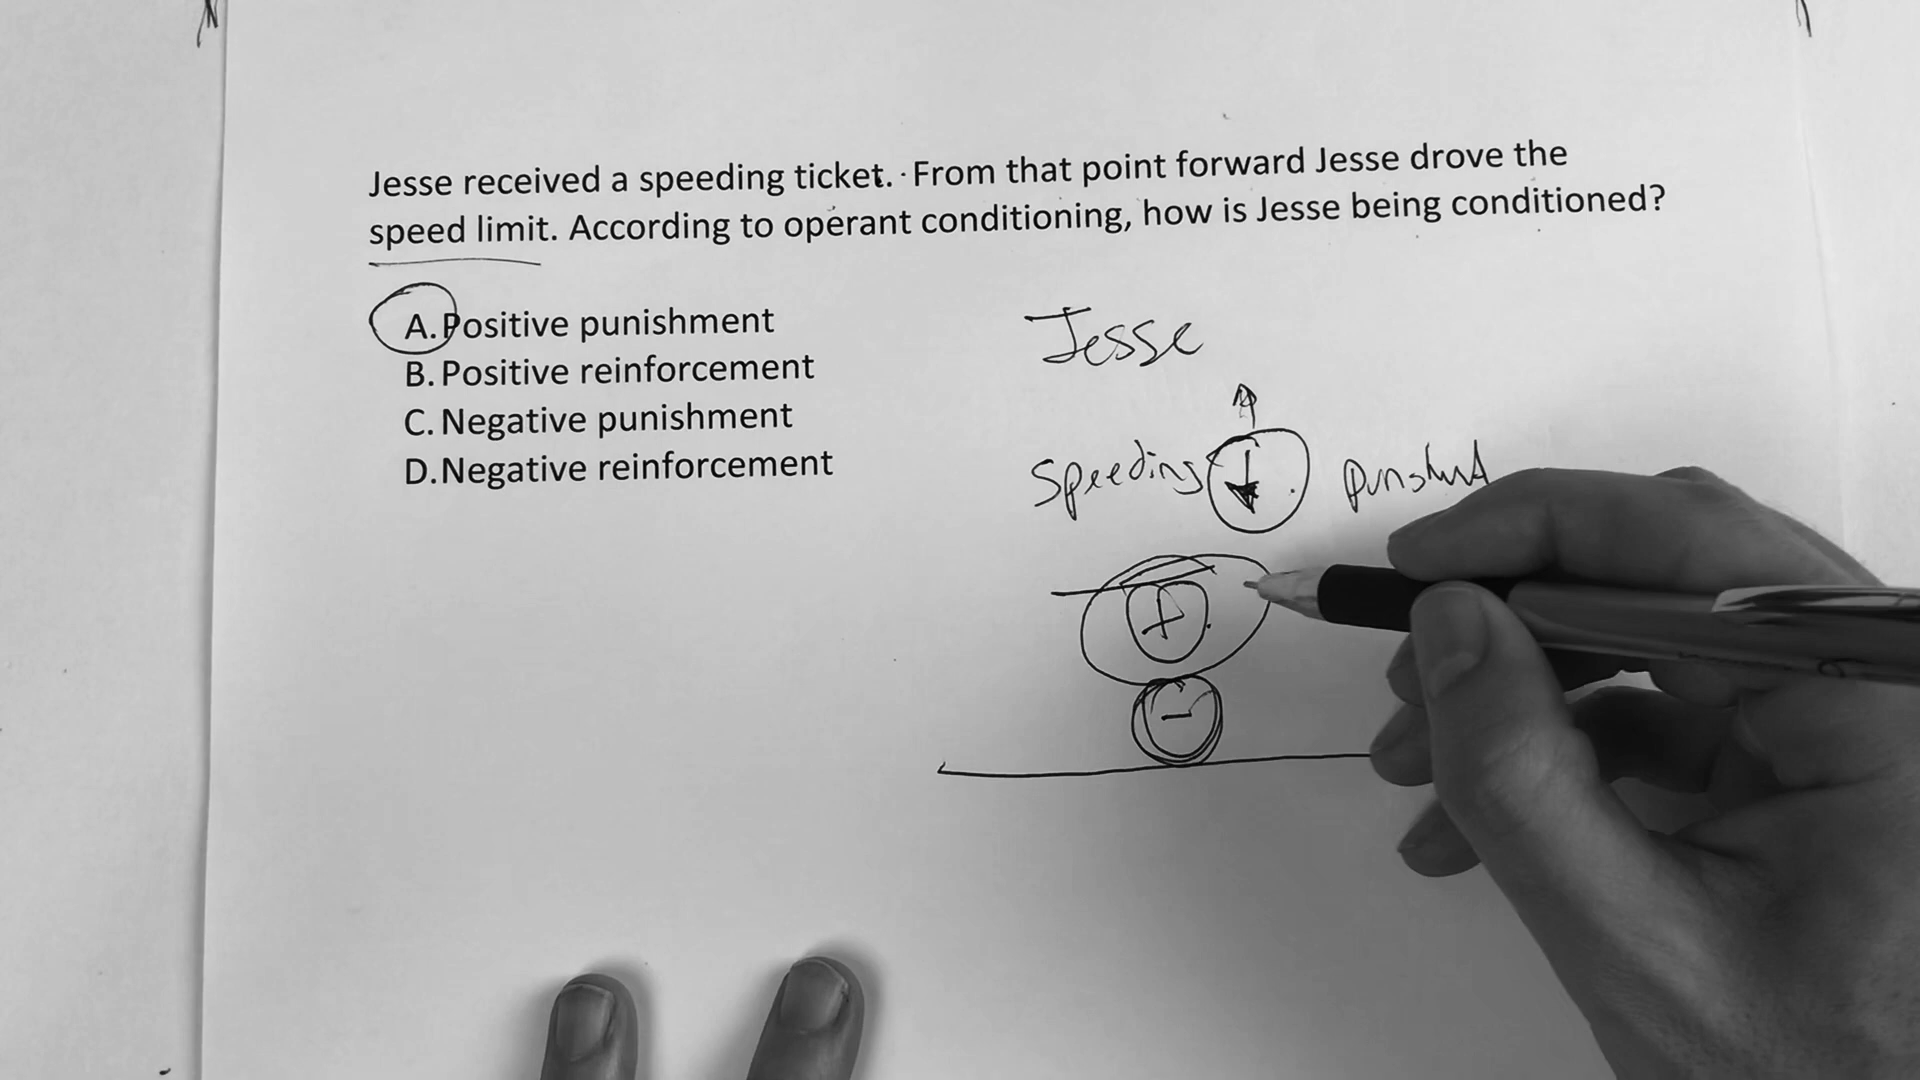 Jesse received a speeding ticket. From that point forward Jesse drove the
speed limit. According to operant conditioning, how is Jesse being conditioned?
A. Positive punishment
B. Positive reinforcement
C. Negative punishment
D. Negative reinforcement
Jesse
Speeding
+
-